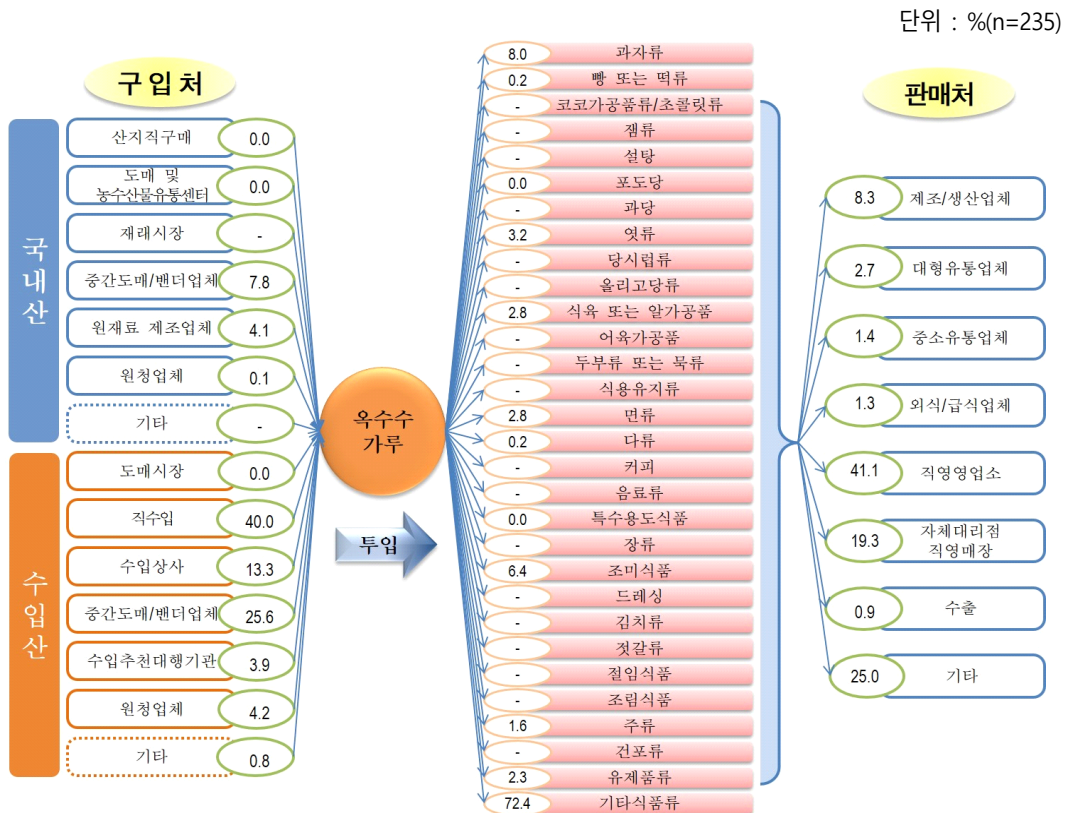 단위 : %(n=235)
구입처
국내산
산지직구매 0.0
도매 및
농수산물유통센터 0.0
재래시장 -
중간도매/밴더업체 7.8
원재료 제조업체 4.1
원청업체 0.1
기타 -
수입산
도매시장 0.0
직수입 40.0
수입상사 13.3
중간도매/밴더업체 25.6
수입추천대행기관 3.9
원청업체 4.2
기타 0.8
옥수수
가루
투입
8.0 과자류
0.2 빵 또는 떡류
- 코코가공품류/초콜릿류
- 잼류
- 설탕
0.0 포도당
- 과당
3.2 엿류
- 당시럽류
- 올리고당류
2.8 식육 또는 알가공품
- 어육가공품
- 두부류 또는 묵류
- 식용유지류
2.8 면류
0.2 다류
- 커피
- 음료류
0.0 특수용도식품
- 장류
6.4 조미식품
- 드레싱
- 김치류
- 젓갈류
- 절임식품
- 조림식품
1.6 주류
- 건포류
2.3 유제품류
72.4 기타식품류
판매처
8.3 제조/생산업체
2.7 대형유통업체
1.4 중소유통업체
1.3 외식/급식업체
41.1 직영영업소
19.3 자체대리점
직영매장
0.9 수출
25.0 기타